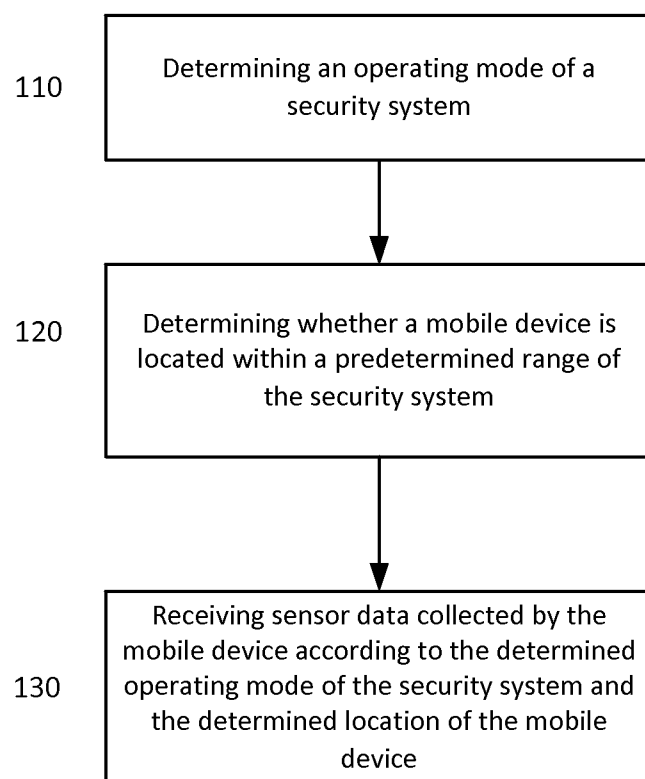 110
Determining an operating mode of a
security system
120
Determining whether a mobile device is
located within a predetermined range of
the security system
130
Receiving sensor data collected by the
mobile device according to the determined
operating mode of the security system and
the determined location of the mobile
device